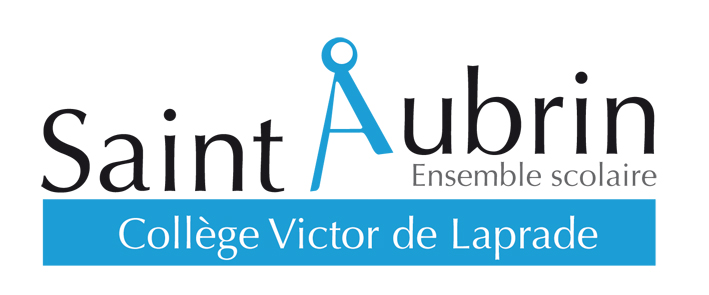 Saint Aubrin
Ensemble scolaire
Collège Victor de Laprade